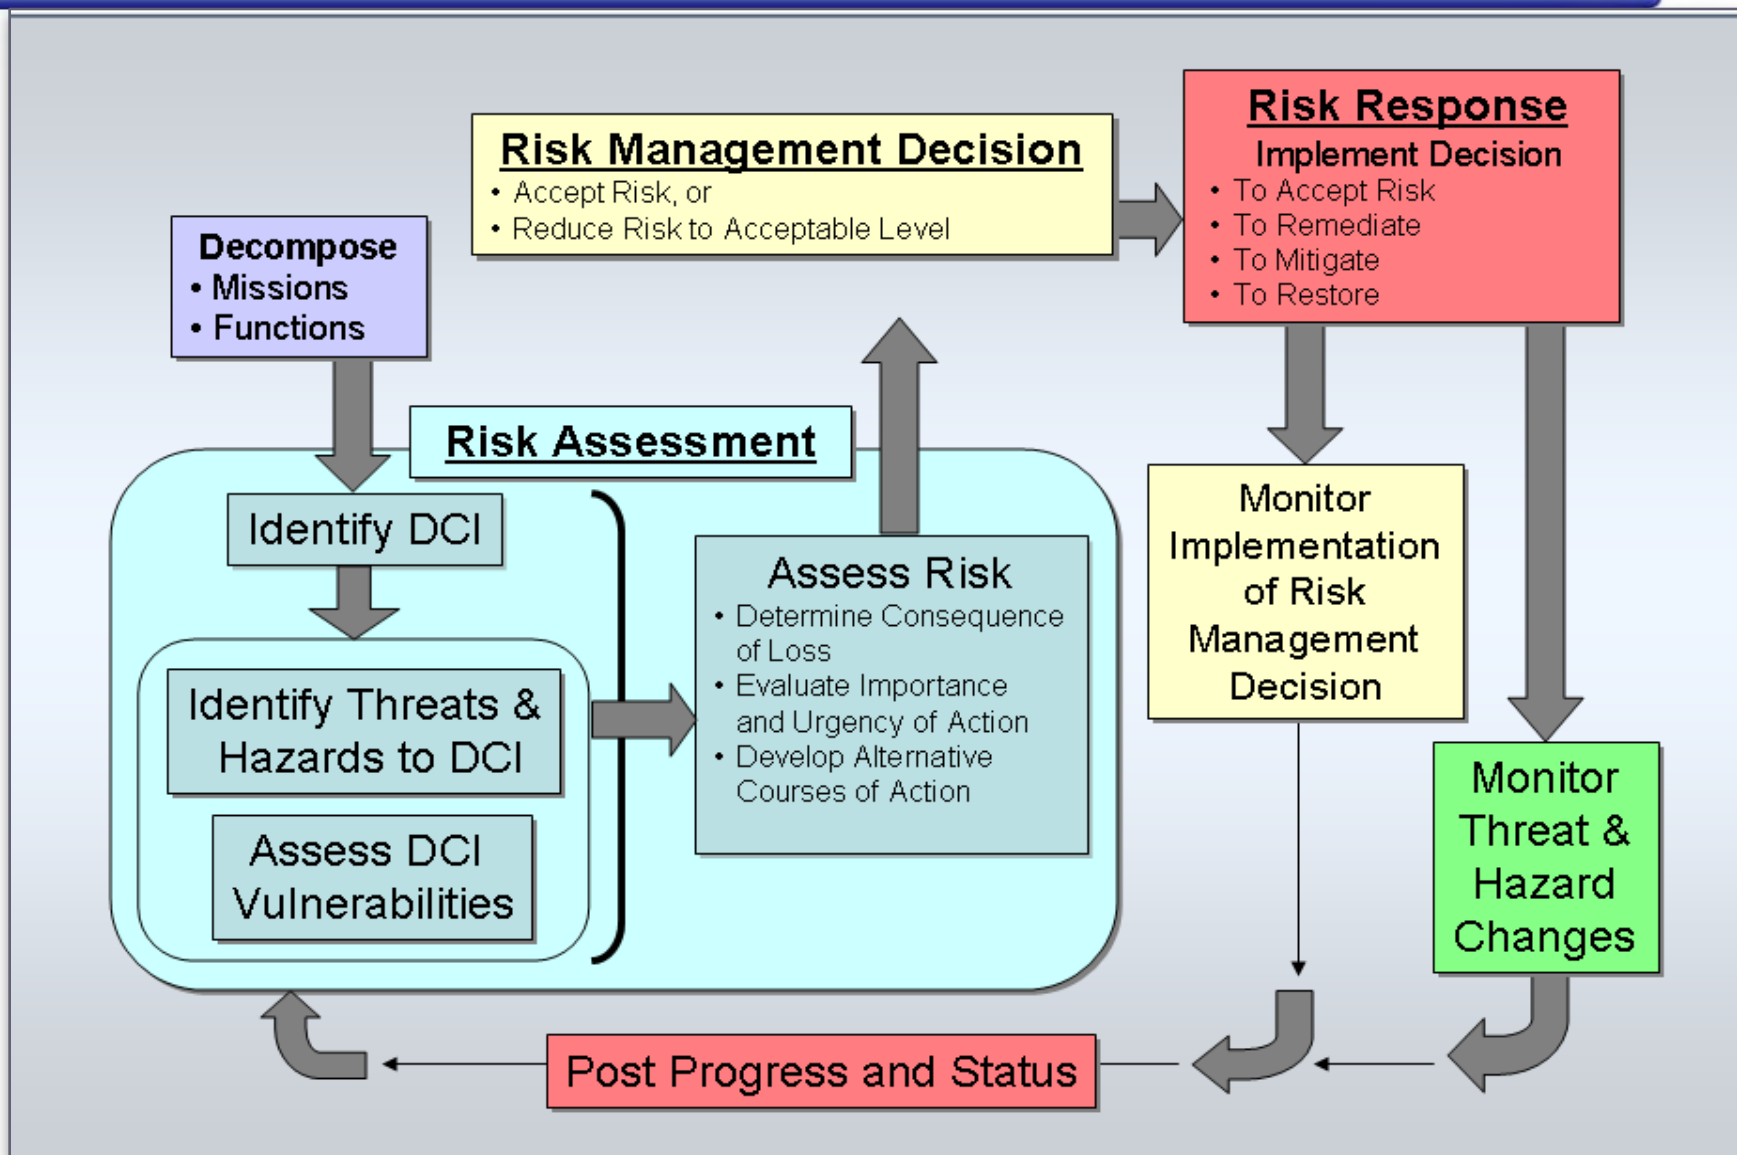 Decompose
• Missions
• Functions
Risk Management Decision
• Accept Risk, or
• Reduce Risk to Acceptable Level
Risk Response
Implement Decision
• To Accept Risk
• To Remediate
• To Mitigate
• To Restore
Risk Assessment
Identify DCI
Identify Threats &
Hazards to DCI
Assess DCI
Vulnerabilities
Assess Risk
• Determine Consequence
of Loss
• Evaluate Importance
and Urgency of Action
• Develop Alternative
Courses of Action
Monitor
Implementation
of Risk
Management
Decision
Monitor
Threat &
Hazard
Changes
Post Progress and Status